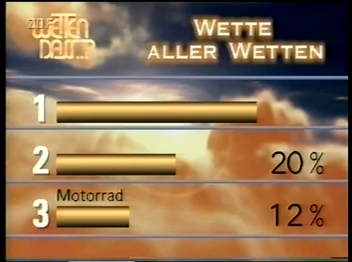 WETTEN
DASS..?
WETTE
ALLER WETTEN
1
2
20%
Motorrad
3
12%